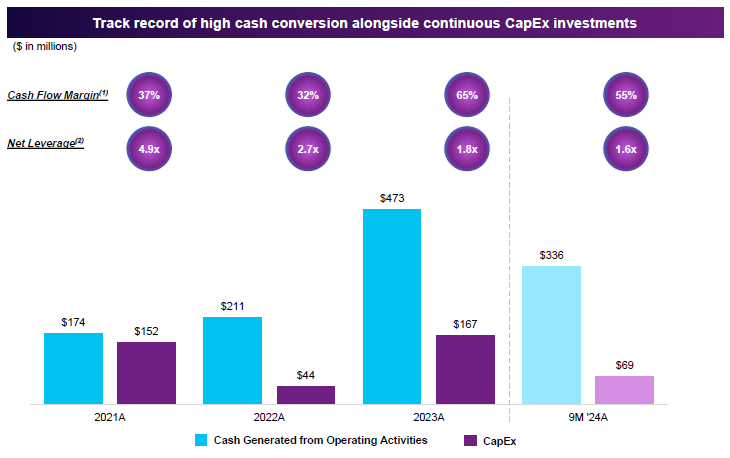 Track record of high cash conversion alongside continuous CapEx investments
($ in millions)
Cash Flow Margin(1) 37% 32% 65% 55%
Net Leverage(2) 4.9x 2.7x 1.8x 1.6x
$174 $152 $211 $44 $473 $167 $336 $69
2021A 2022A 2023A 9M '24A
Cash Generated from Operating Activities CapEx